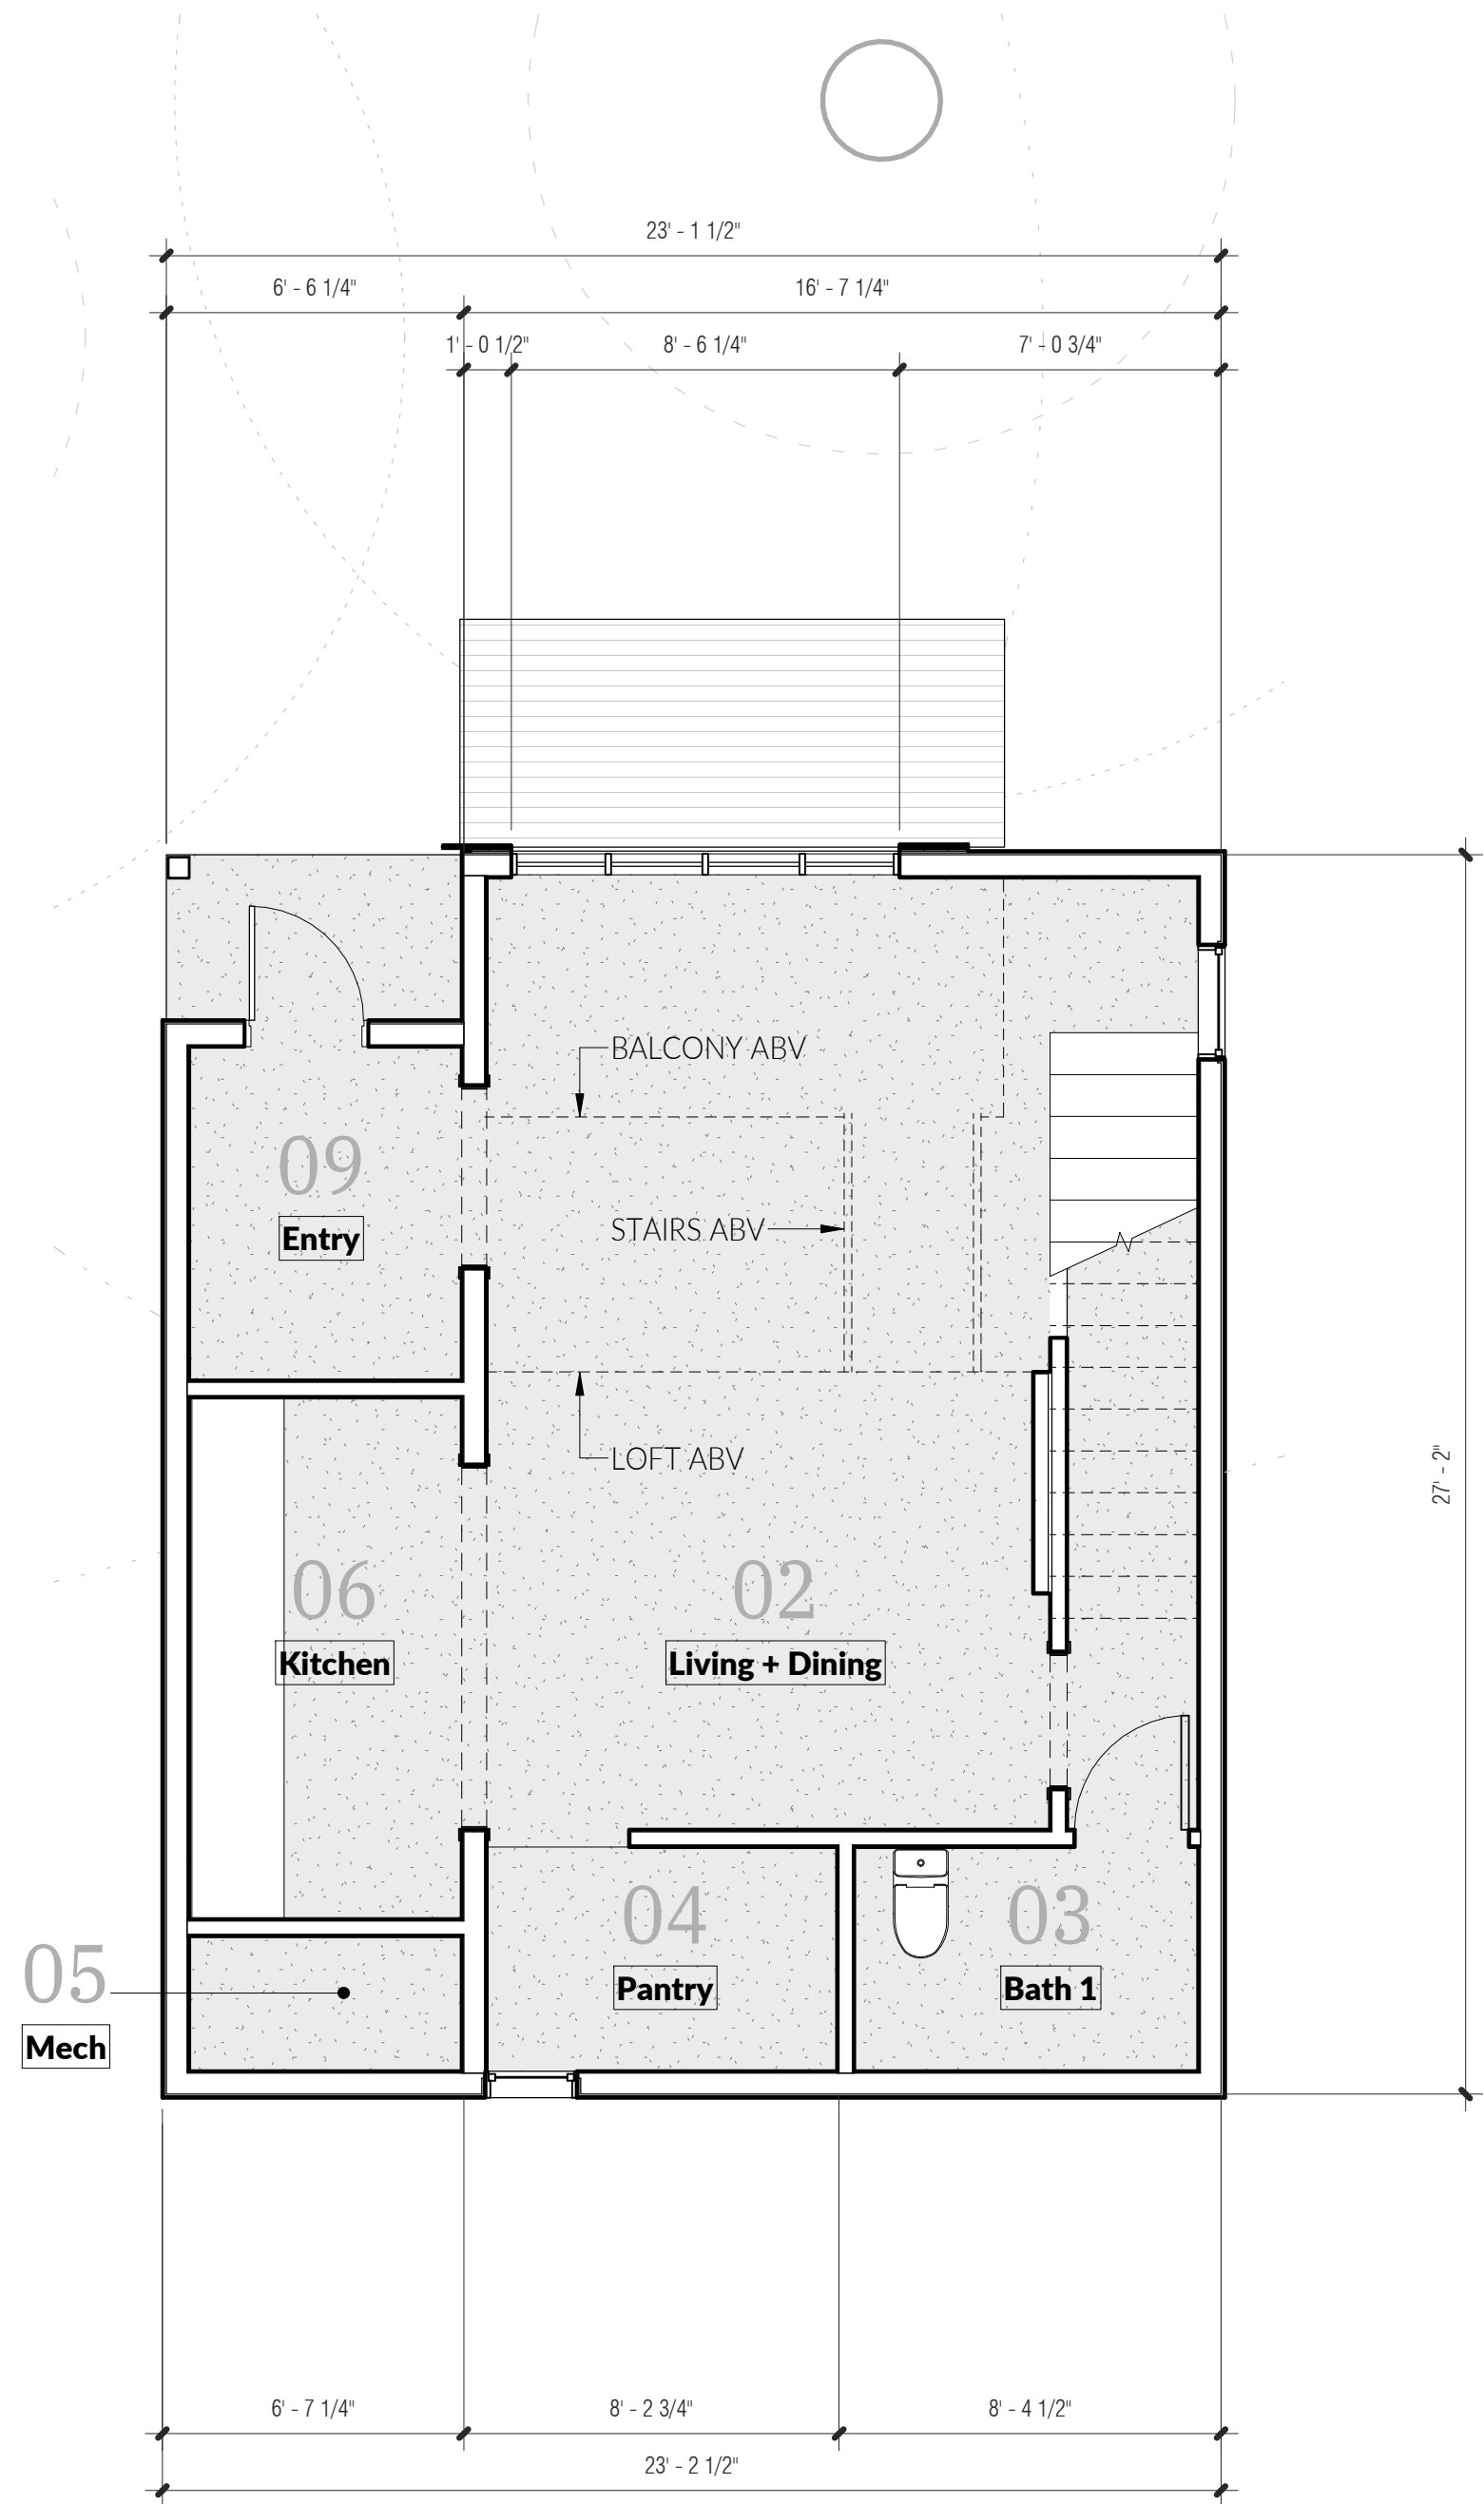 23' - 1 1/2"
6' - 6 1/4"
16' - 7 1/4"
1' - 0 1/2"
8' - 6 1/4"
7' - 0 3/4"
BALCONY ABV
09
Entry
STAIRS ABV
27' - 2"
LOFT ABV
06
Kitchen
02
Living + Dining
04
Pantry
03
Bath 1
05
Mech
6' - 7 1/4"
8' - 2 3/4"
8' - 4 1/2"
23' - 2 1/2"